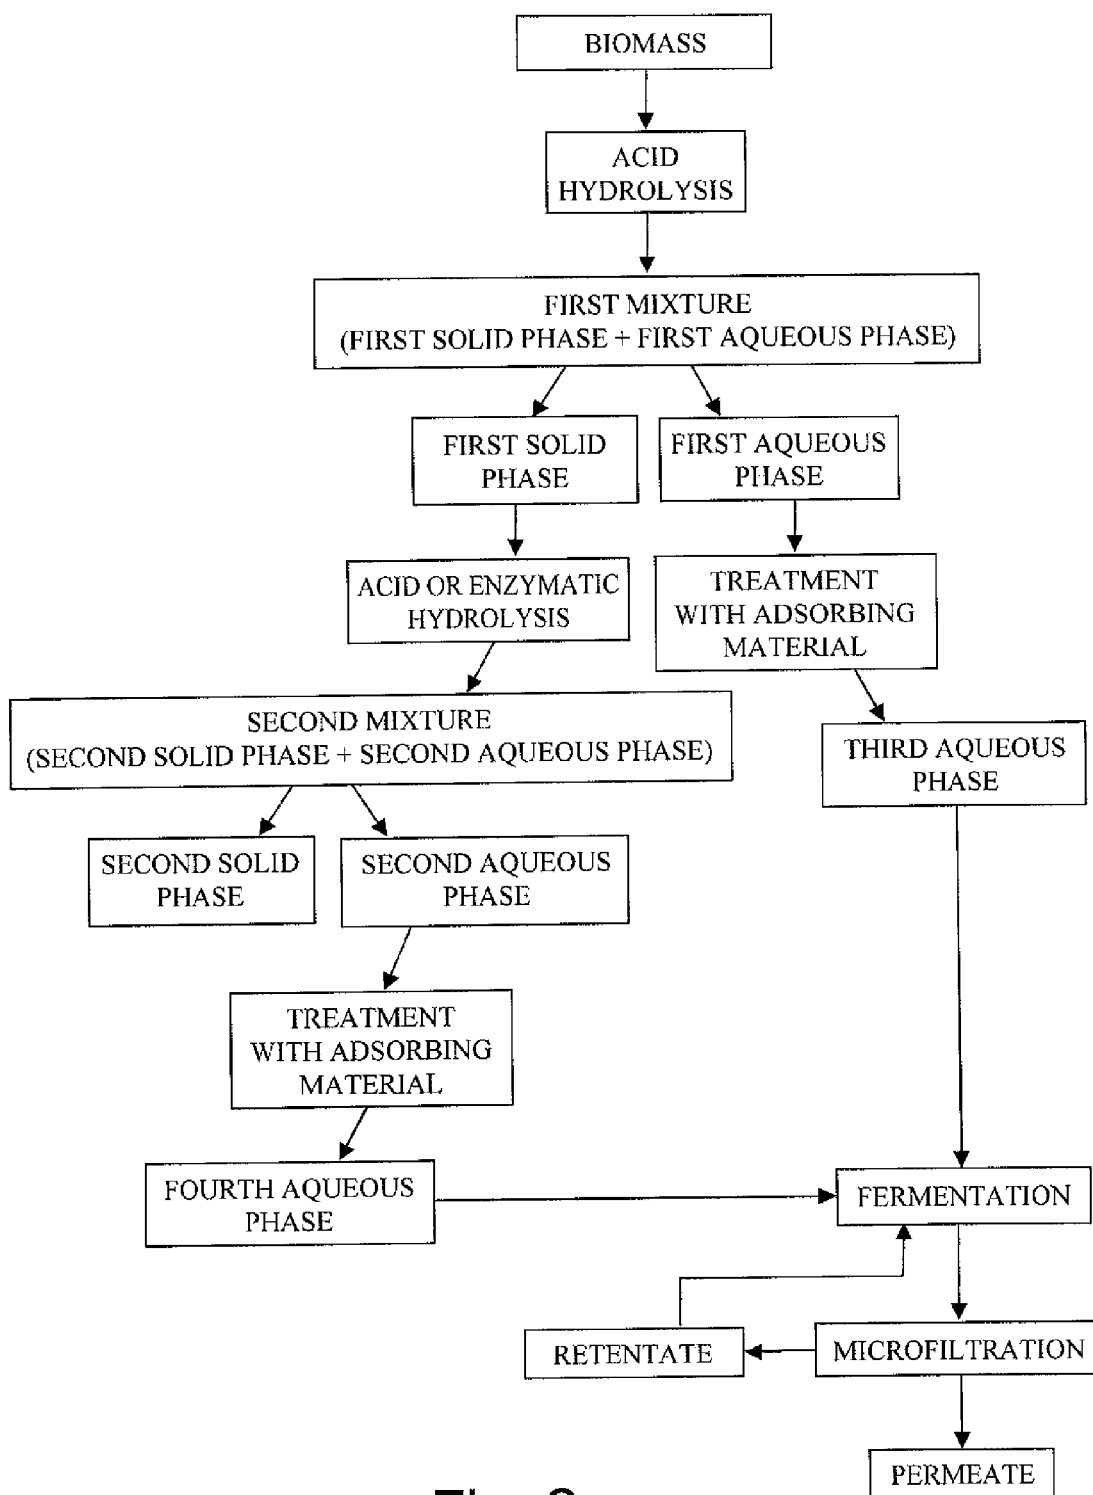 BIOMASS
ACID
HYDROLYSIS
FIRST MIXTURE
(FIRST SOLID PHASE + FIRST AQUEOUS PHASE)
FIRST SOLID
PHASE
FIRST AQUEOUS
PHASE
ACID OR ENZYMATIC
HYDROLYSIS
TREATMENT
WITH ADSORBING
MATERIAL
SECOND MIXTURE
(SECOND SOLID PHASE + SECOND AQUEOUS PHASE)
THIRD AQUEOUS
PHASE
SECOND SOLID
PHASE
SECOND AQUEOUS
PHASE
TREATMENT
WITH ADSORBING
MATERIAL
FOURTH AQUEOUS
PHASE
FERMENTATION
RETENTATE
MICROFILTRATION
PERMEATE